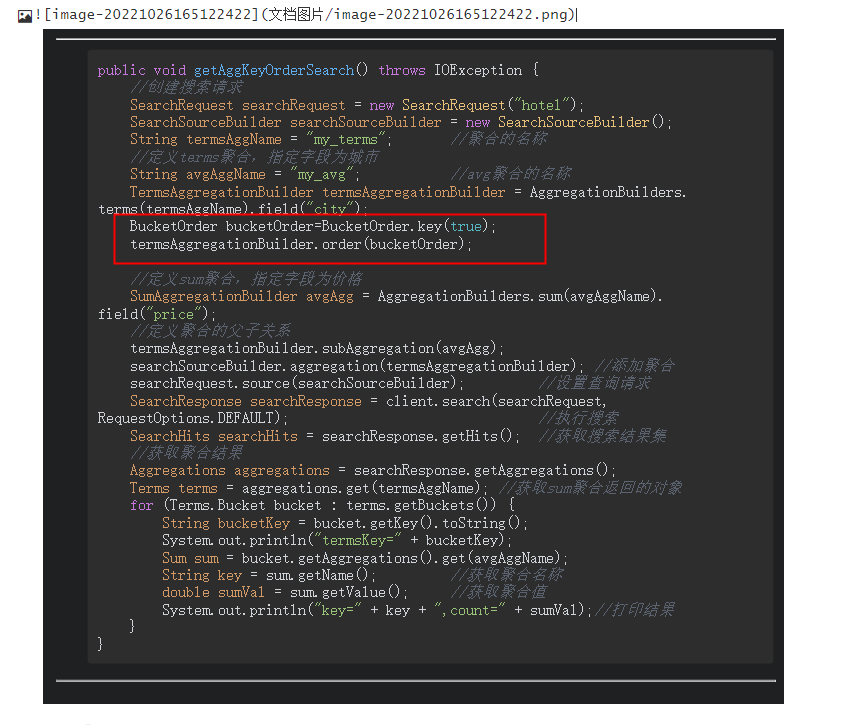 ![image-20221026165122422](文档图片/image-20221026165122422.png)
public void getAggKeyOrderSearch() throws IOException {
//创建搜索请求
SearchRequest searchRequest = new SearchRequest("hotel");
SearchSourceBuilder searchSourceBuilder = new SearchSourceBuilder();
String termsAggName = "my_terms"; //聚合的名称
//定义terms聚合，指定字段为城市
String avgAggName = "my_avg"; //avg聚合的名称
TermsAggregationBuilder termsAggregationBuilder = AggregationBuilders.
terms(termsAggName).field("city");
BucketOrder bucketOrder=BucketOrder.key(true);
termsAggregationBuilder.order(bucketOrder);
//定义sum聚合，指定字段为价格
SumAggregationBuilder avgAgg = AggregationBuilders.sum(avgAggName).
field("price");
//定义聚合的父子关系
termsAggregationBuilder.subAggregation(avgAgg);
searchSourceBuilder.aggregation(termsAggregationBuilder); //添加聚合
searchRequest.source(searchSourceBuilder); //设置查询请求
SearchResponse searchResponse = client.search(searchRequest,
RequestOptions.DEFAULT); //执行搜索
SearchHits searchHits = searchResponse.getHits(); //获取搜索结果集
//获取聚合结果
Aggregations aggregations = searchResponse.getAggregations();
Terms terms = aggregations.get(termsAggName); //获取sum聚合返回的对象
for (Terms.Bucket bucket : terms.getBuckets()) {
String bucketKey = bucket.getKey().toString();
System.out.println("termsKey=" + bucketKey);
Sum sum = bucket.getAggregations().get(avgAggName);
String key = sum.getName(); //获取聚合名称
double sumVal = sum.getValue(); //获取聚合值
System.out.println("key=" + key + ",count=" + sumVal);//打印结果
}
}